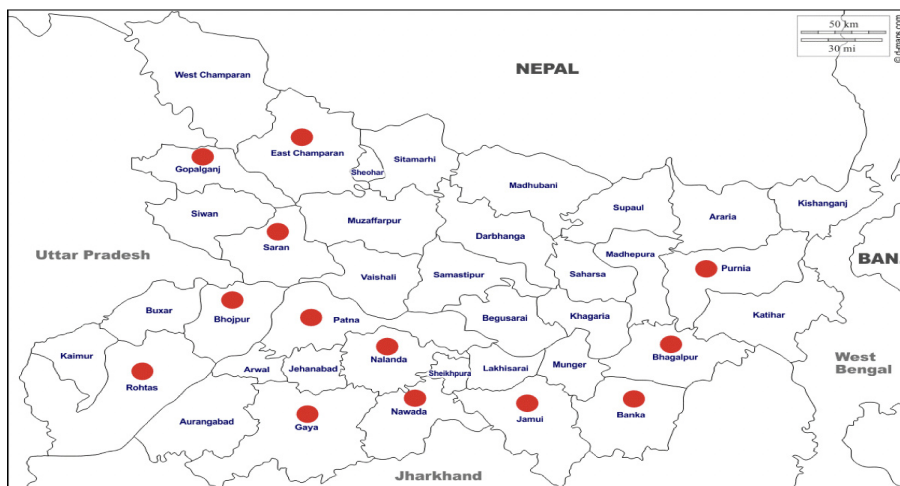 50 km
30 mi
© d-maps.com
NEPAL
West Champaran
East Champaran
Gopalganj
Sheohar
Sitamarhi
Madhubani
Siwan
Muzaffarpur
Supaul
Araria
Kishanganj
Saran
Darbhanga
Uttar Pradesh
Madhepura
BAN
Vaishali
Samastipur
Saharsa
Purnia
Buxar
Bhojpur
Patna
Begusarai
Khagaria
Katihar
Kaimur
Arwal
Jehanabad
Nalanda
Sheikhpura
Lakhisarai
Munger
Bhagalpur
West
Bengal
Rohtas
Aurangabad
Gaya
Nawada
Jamui
Banka
Jharkhand